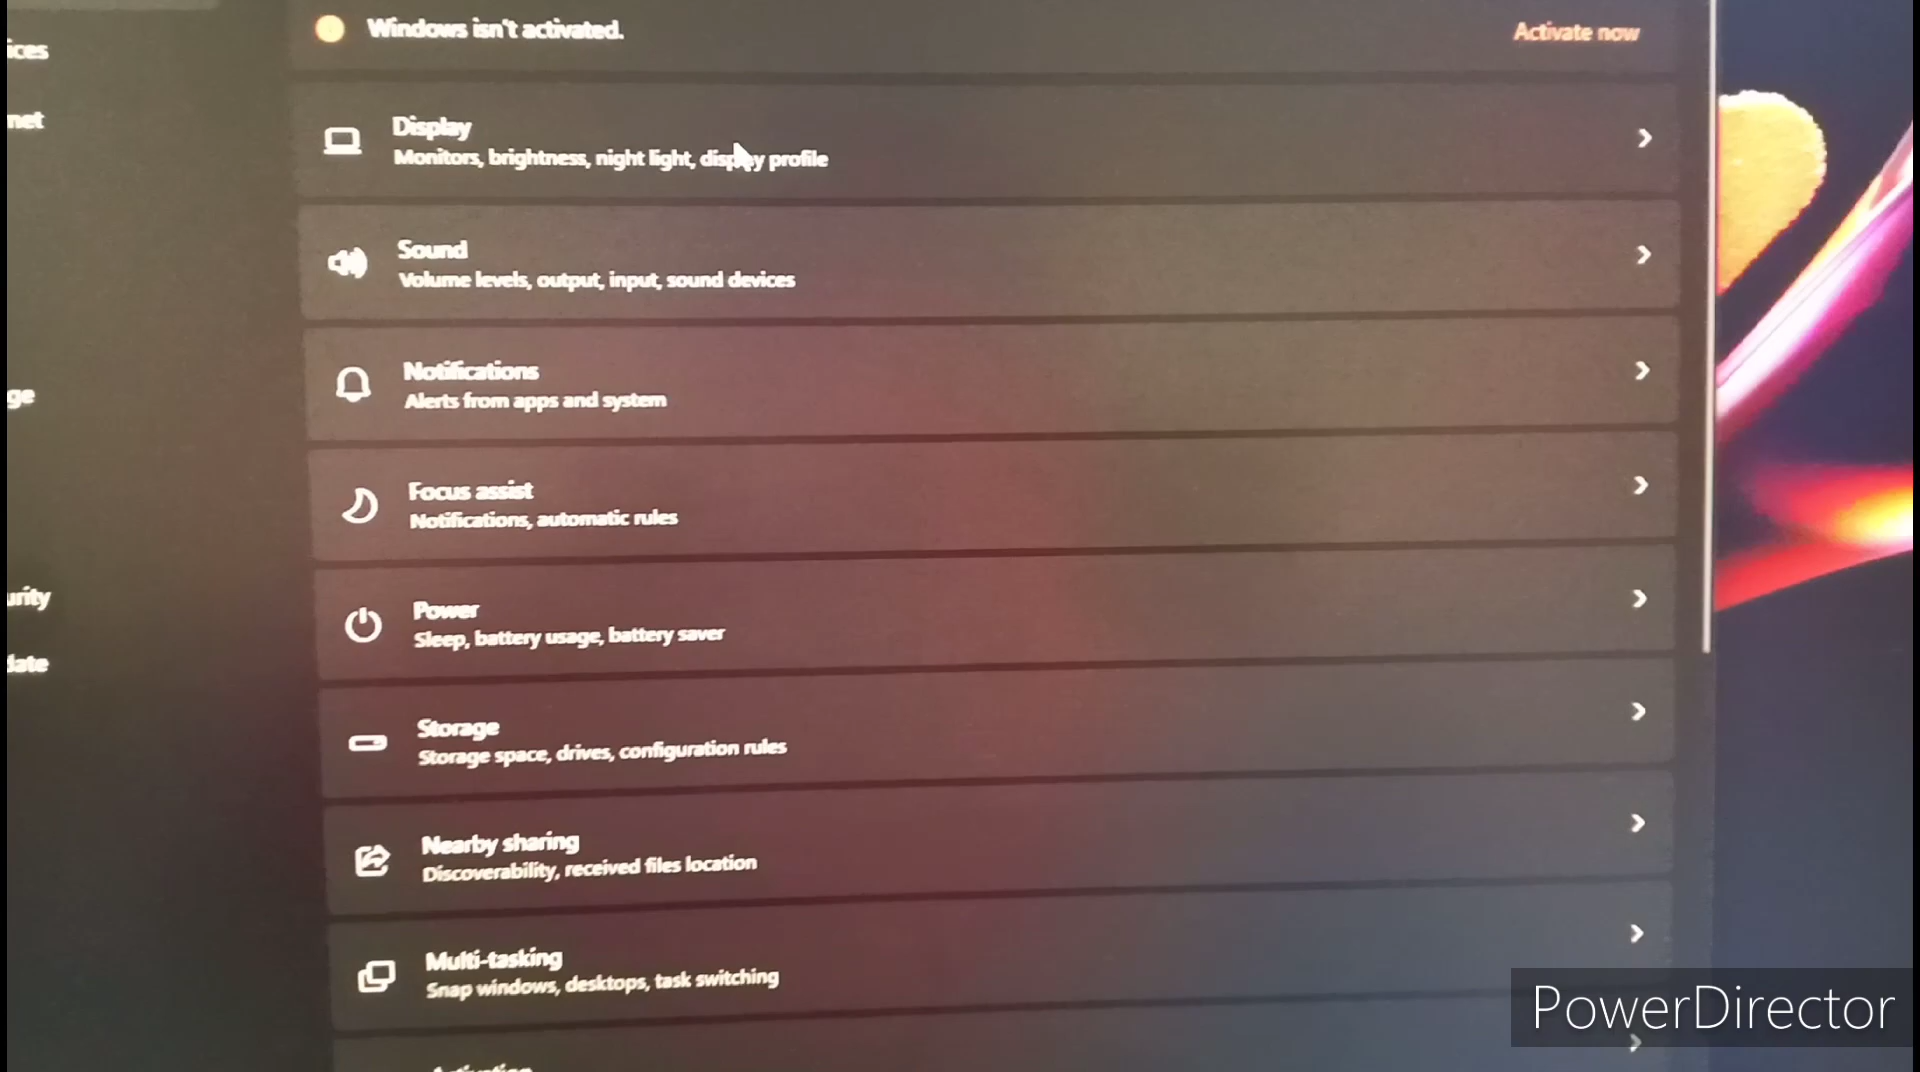 Windows isn't activated.
Activate now
Display
Monitors, brightness, night light, display profile
Sound
Volume levels, output, input, sound devices
Notifications
Alerts from apps and system
Focus assist
Notifications, automatic rules
Power
Sleep, battery usage, battery saver
Storage
Storage space, drives, configuration rules
Nearby sharing
Discoverability, received files location
Multi-tasking
Snap windows, desktops, task switching
PowerDirector